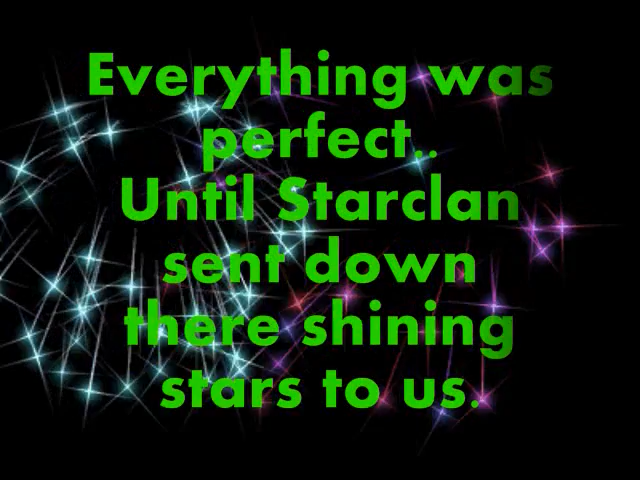 Everything was
perfect..
Until Starclan
sent down
there shining
stars to us.